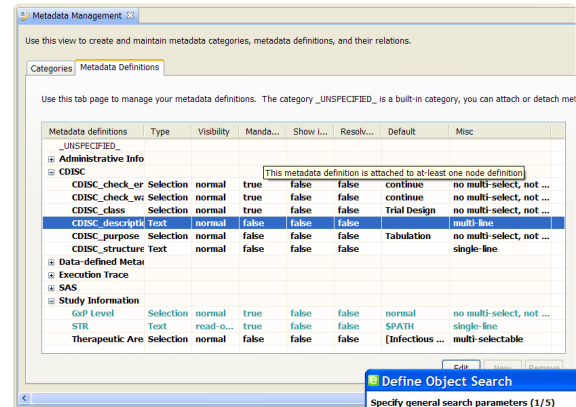 Metadata Management
Use this view to create and maintain metadata categories, metadata definitions, and their relations.
Categories Metadata Definitions
Use this tab page to manage your metadata definitions. The category _UNSPECIFIED_ is a built-in category, you can attach or detach met
Metadata definitions Type Visibility Manda... Show i... Resolv... Default Misc
_UNSPECIFIED_
Administrative Info
This metadata definition is attached to at-least one node definition
CDISC
CDISC_check_er Selection normal true false false continue no multi-select, not ...
CDISC_check_wa Selection normal true false false continue no multi-select, not ...
CDISC_class Selection normal true false false Trial Design no multi-select, not ...
CDISC_descriptic Text normal false false false multi-line
CDISC_purpose Selection normal false false false Tabulation no multi-select, not ...
CDISC_structure Text normal false false false single-line
Data-defined Metad
Execution Trace
SAS
Study Information
GxP Level Selection normal true false false normal no multi-select, not ...
STR Text read-o... true false false $PATH single-line
Therapeutic Are Selection normal false false false [Infectious ... multi-selectable
Edit New Remove
Define Object Search
Specify general search parameters (1/5)